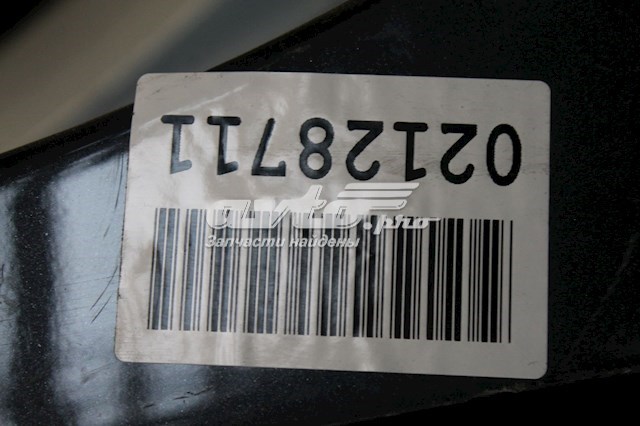 02128711
avto.pro
Запчасти найдены